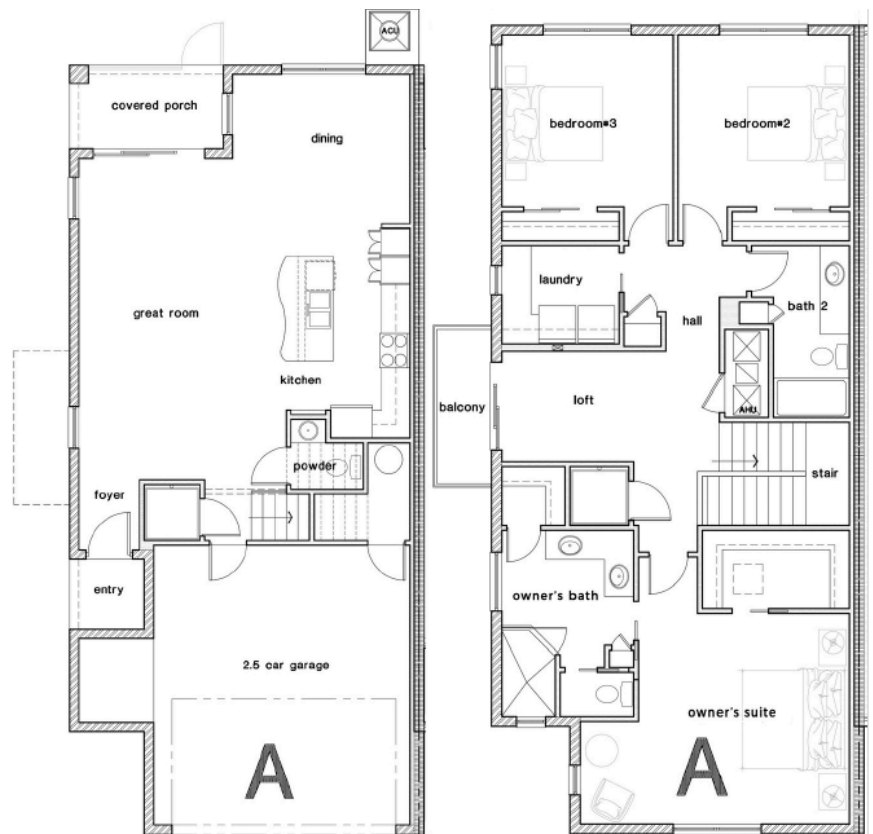 ACU
covered porch
dining
great room
kitchen
powder
foyer
entry
2.5 car garage
A
bedroom#3
bedroom#2
laundry
hall
bath 2
balcony
loft
AHU
stair
owner's bath
owner's suite
A